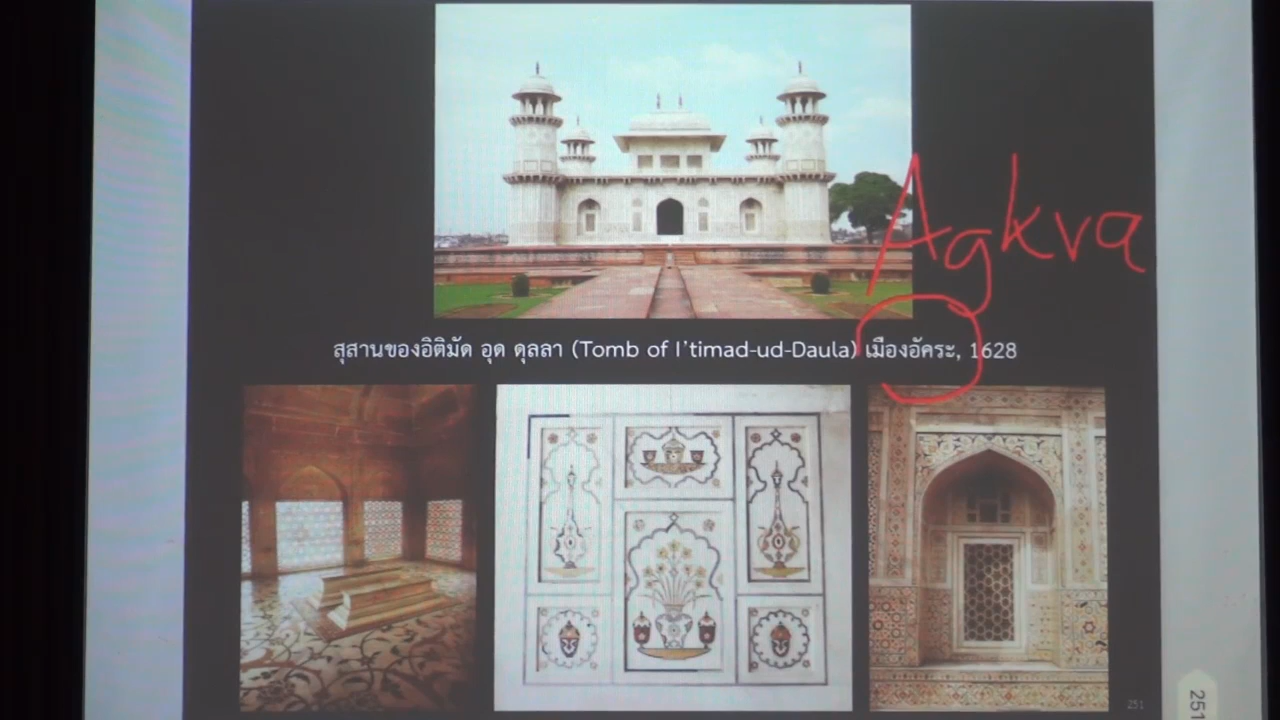 Agkva
สุสานของอิติมัด อุด ดุลลา (Tomb of I'timad-ud-Daula) เมืองอัคระ, 1628
251
251